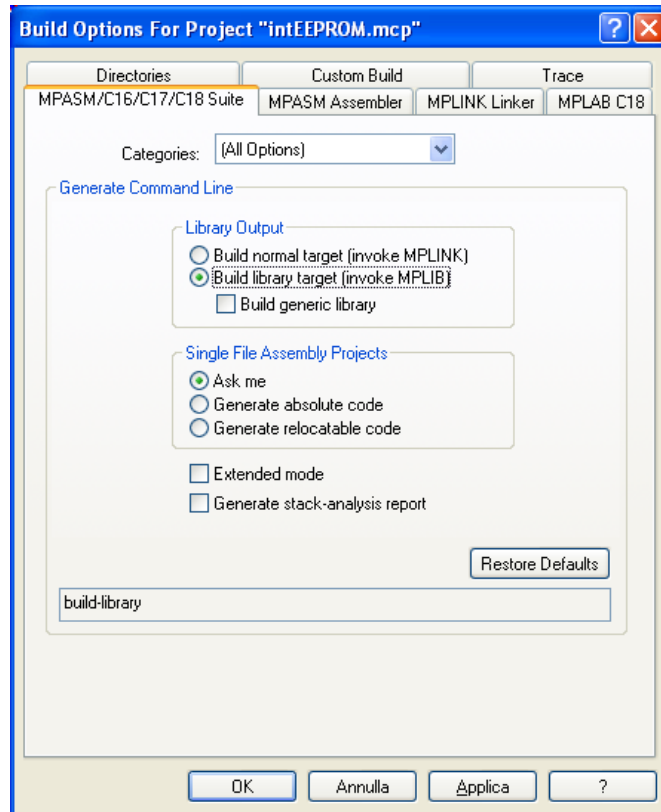 Build Options For Project "intEEPROM.mcp"
Directories Custom Build Trace
MPASM/C16/C17/C18 Suite MPASM Assembler MPLINK Linker MPLAB C18
Categories: (All Options)
Generate Command Line
Library Output
Build normal target (invoke MPLINK)
Build library target (invoke MPLIB)
Build generic library
Single File Assembly Projects
Ask me
Generate absolute code
Generate relocatable code
Extended mode
Generate stack-analysis report
Restore Defaults
build-library
OK Annulla Applica ?